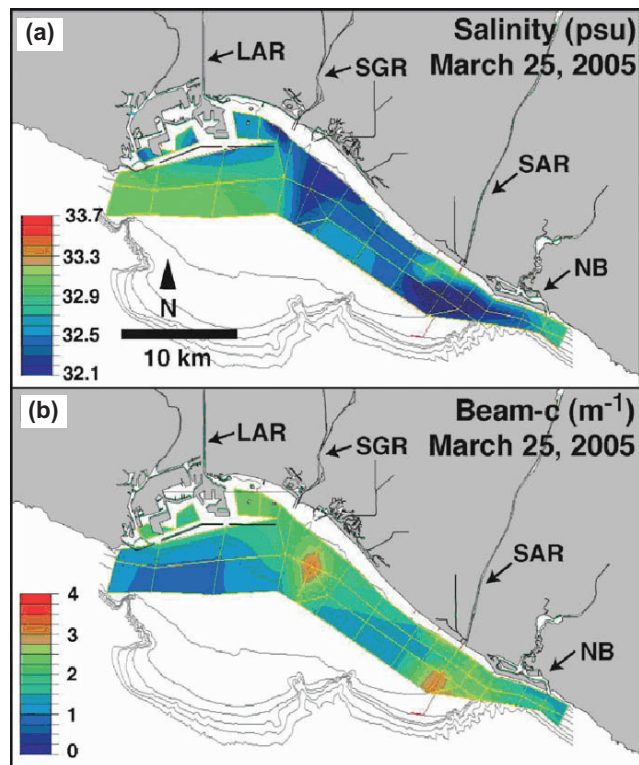 (a)
Salinity (psu)
March 25, 2005
LAR
SGR
SAR
NB
33.7
33.3
32.9
32.5
32.1
N
10 km
(b)
Beam-c (m⁻¹)
March 25, 2005
LAR
SGR
SAR
NB
4
3
2
1
0